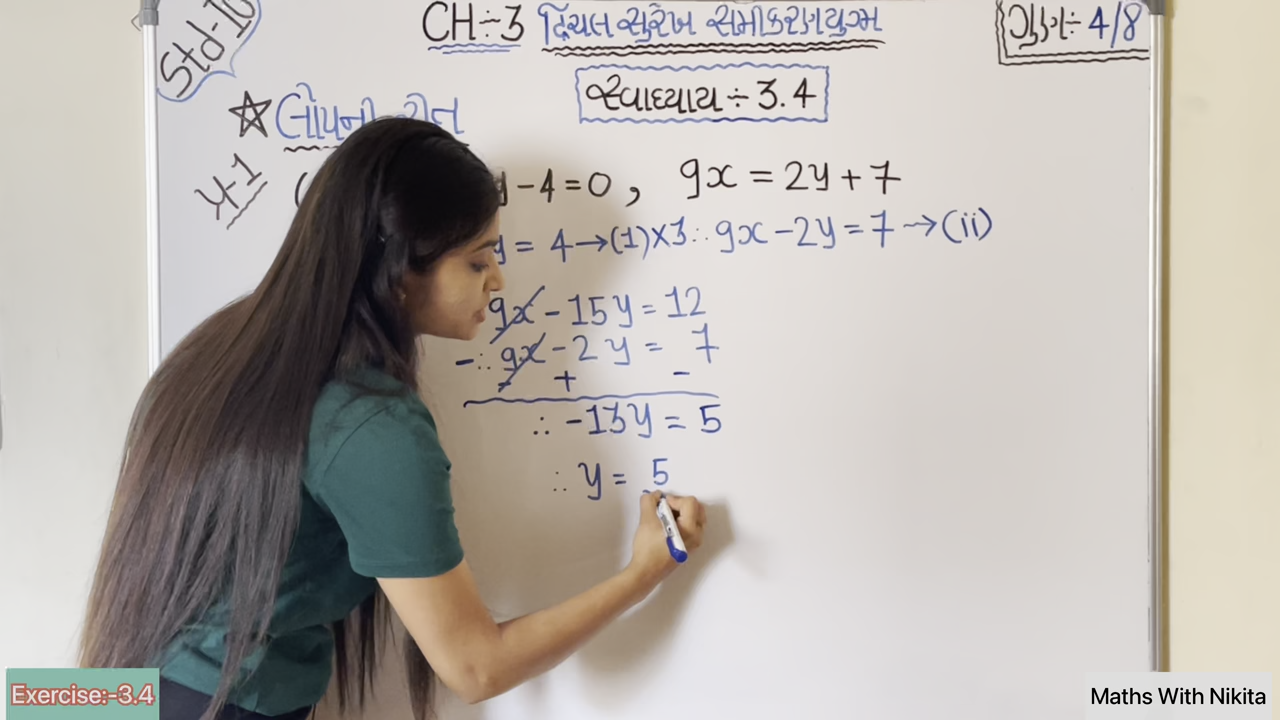 Std-10
CH÷3 દ્વિચલ સુરેખ સમીકરણયુગ્મ
ગુણ÷ 4/8
સ્વાધ્યાય ÷ 3.4
☆ લોપની
y - 4 = 0 , 9x = 2y + 7
y = 4 → (1) × 3 ∴ 9x - 2y = 7 → (ii)
9x - 15y = 12
- ∴ 9x - 2y = 7
- + -
∴ -13y = 5
∴ y = 5
Exercise:-3.4
Maths With Nikita